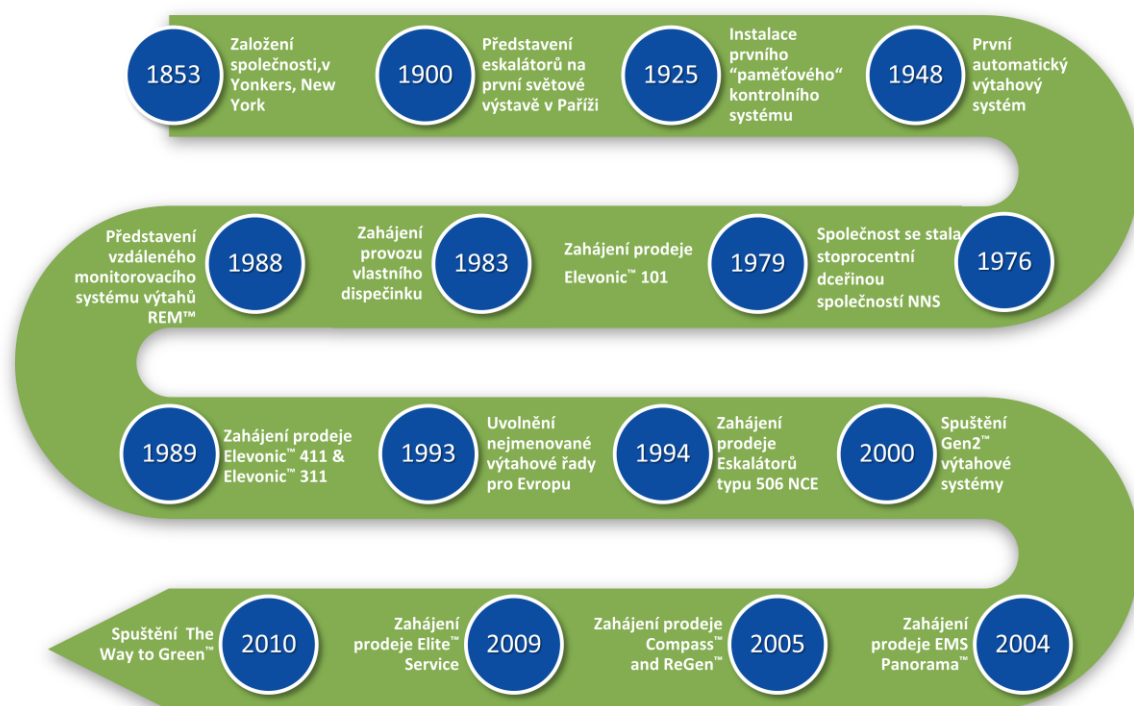 1853
Založení
společnosti,v
Yonkers, New
York
1900
Představení
eskalátorů na
první světové
výstavě v Paříži
1925
Instalace
prvního
“paměťového“
kontrolního
systému
1948
První
automatický
výtahový
systém
1976
Společnost se stala
stoprocentní
dceřinou
společností NNS
1979
Zahájení prodeje
Elevonic™ 101
1983
Zahájení
provozu
vlastního
dispečinku
1988
Představení
vzdáleného
monitorovacího
systému výtahů
REM™
1989
Zahájení prodeje
Elevonic™ 411 &
Elevonic™ 311
1993
Uvolnění
nejmenované
výtahové řady
pro Evropu
1994
Zahájení
prodeje
Eskalátorů
typu 506 NCE
2000
Spuštění
Gen2™
výtahové
systémy
2004
Zahájení
prodeje EMS
Panorama™
2005
Zahájení prodeje
Compass™
and ReGen™
2009
Zahájení
prodeje Elite™
Service
2010
Spuštění The
Way to Green™